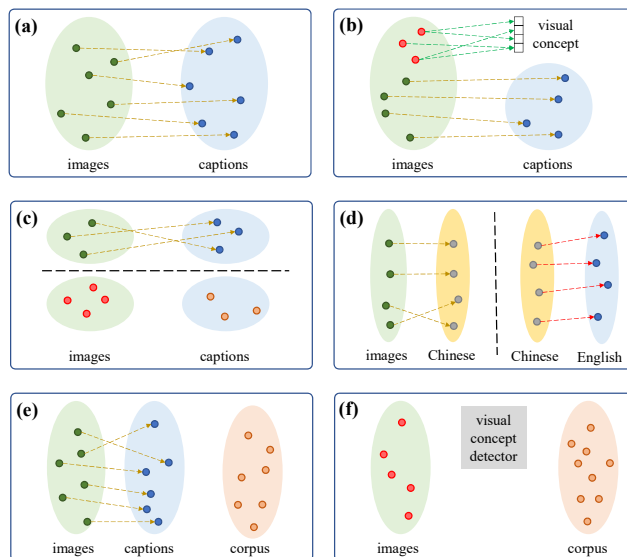 (a)
images captions
(b)
visual
concept
images captions
(c)
images captions
(d)
images Chinese Chinese English
(e)
images captions corpus
(f)
visual
concept
detector
images corpus